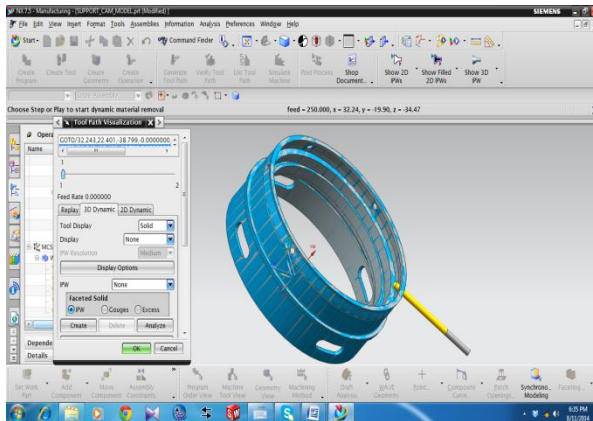 NX 7.5 - Manufacturing - [SUPPORT_CAM_MODEL.prt (Modified)]
SIEMENS
File Edit View Insert Format Tools Assemblies Information Analysis Preferences Window Help
Start
Command Finder
Create Program
Create Tool
Create Geometry
Create Operation
Generate Tool Path
Verify Tool Path
List Tool Path
Simulate Machine
Post Process
Shop Document..
Show 2D IPWs
Show Filled 2D IPWs
Show 3D IPW
Choose Step or Play to start dynamic material removal
feed = 250.000, x = 32.24, y = -19.90, z = -34.47
Tool Path Visualization
Opera
Name
GOTO/32.243,22.401,-38.799,-0.0000000,
1
1 2
Feed Rate 0.000000
Replay 3D Dynamic 2D Dynamic
Tool Display Solid
Display None
IPW Resolution Medium
Display Options
IPW None
Faceted Solid
IPW Gouges Excess
Create Delete Analyze
OK Cancel
MCS
Depende
Details
Set Work Part
Add Component
Move Component
Assembly Constraints
Program Order View
Machine Tool View
Geometry View
Machining Method
Draft Analysis
WAVE Geometry
Point...
Composite Curve..
Patch Openings..
Synchrono.. Modeling
Faceting...
6:35 PM
8/11/2014